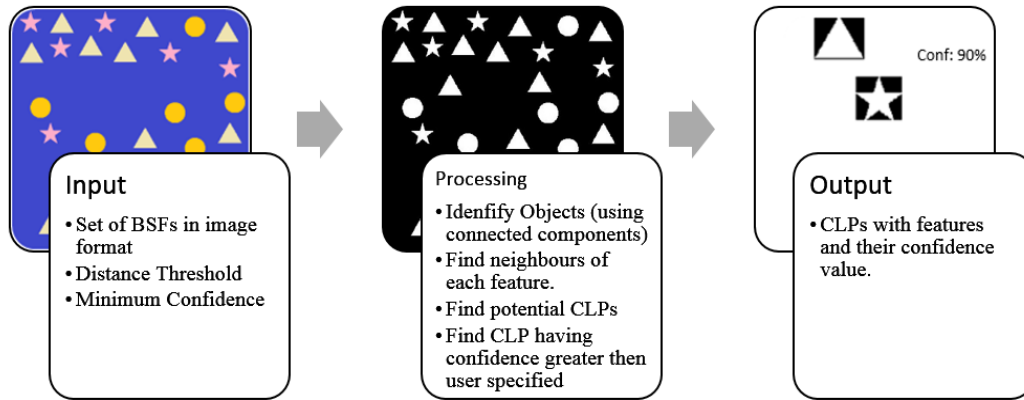 Conf: 90%
Input
• Set of BSFs in image
format
• Distance Threshold
• Minimum Confidence
Processing
• Idenfify Objects (using
connected components)
• Find neighbours of
each feature.
• Find potential CLPs
• Find CLP having
confidence greater then
user specified
Output
• CLPs with features
and their confidence
value.